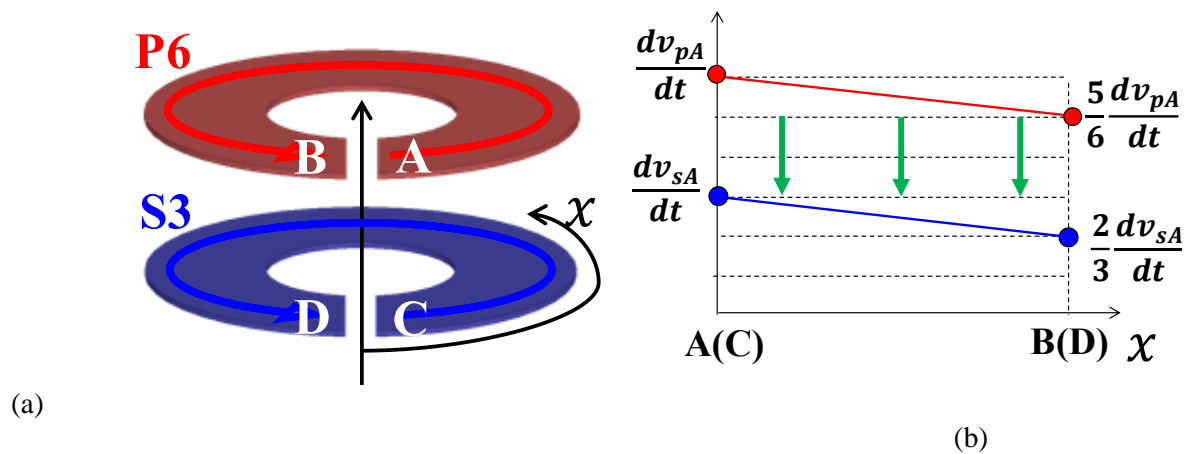 P6
B A
S3
D C
x
(a)
dv_pA/dt
5/6 dv_pA/dt
dv_sA/dt
2/3 dv_sA/dt
A(C) B(D) x
(b)